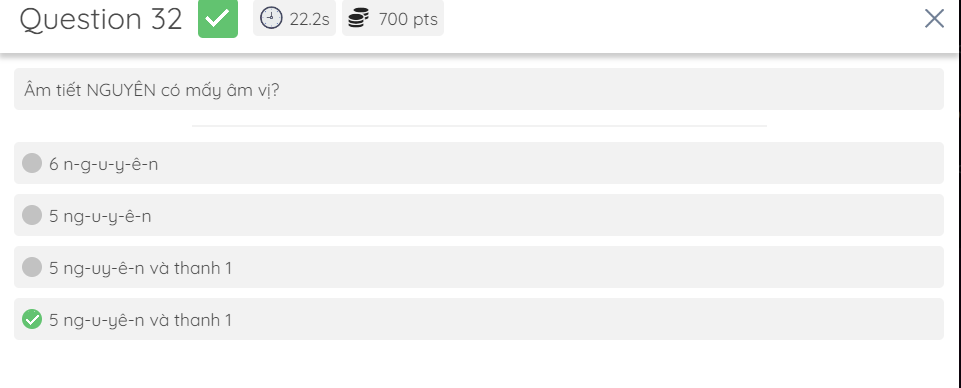 Question 32
22.2s
700 pts
Âm tiết NGUYÊN có mấy âm vị?
6 n-g-u-y-ê-n
5 ng-u-y-ê-n
5 ng-uy-ê-n và thanh 1
5 ng-u-yê-n và thanh 1